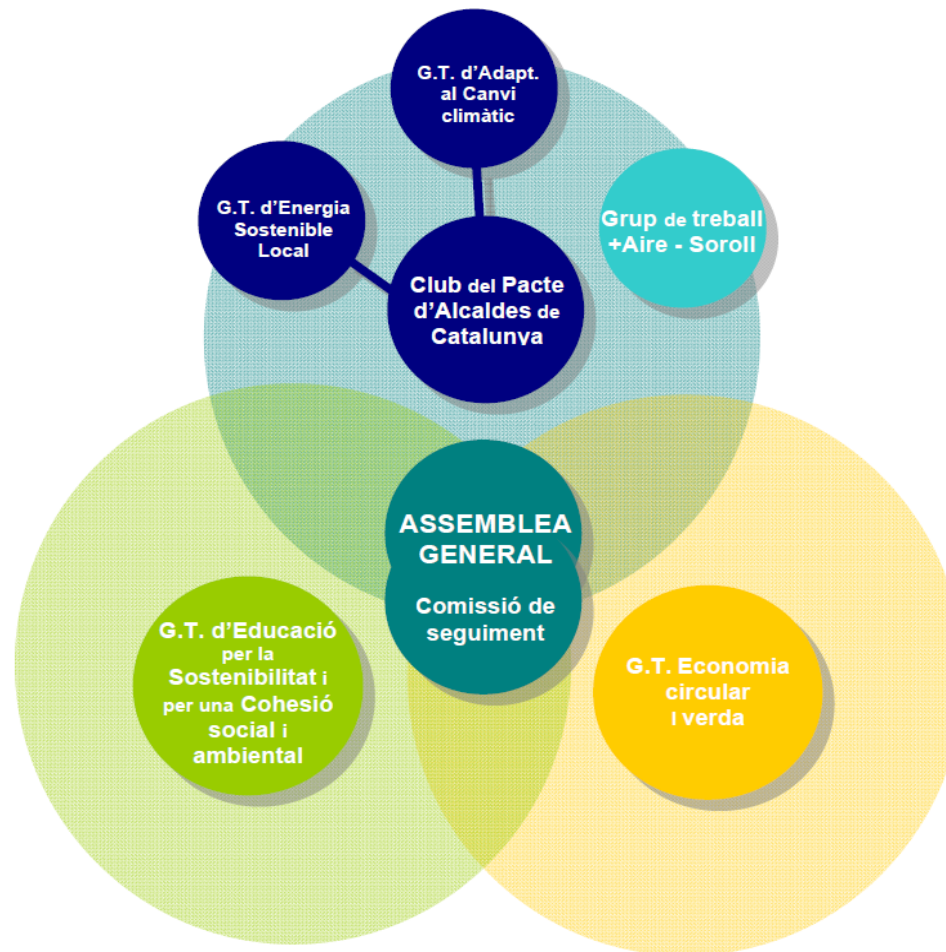 G.T. d'Adapt.
al Canvi
climàtic
G.T. d'Energia
Sostenible
Local
Grup de treball
+Aire - Soroll
Club del Pacte
d'Alcaldes de
Catalunya
ASSEMBLEA
GENERAL
Comissió de
seguiment
G.T. d'Educació
per la
Sostenibilitat i
per una Cohesió
social i
ambiental
G.T. Economia
circular
I verda